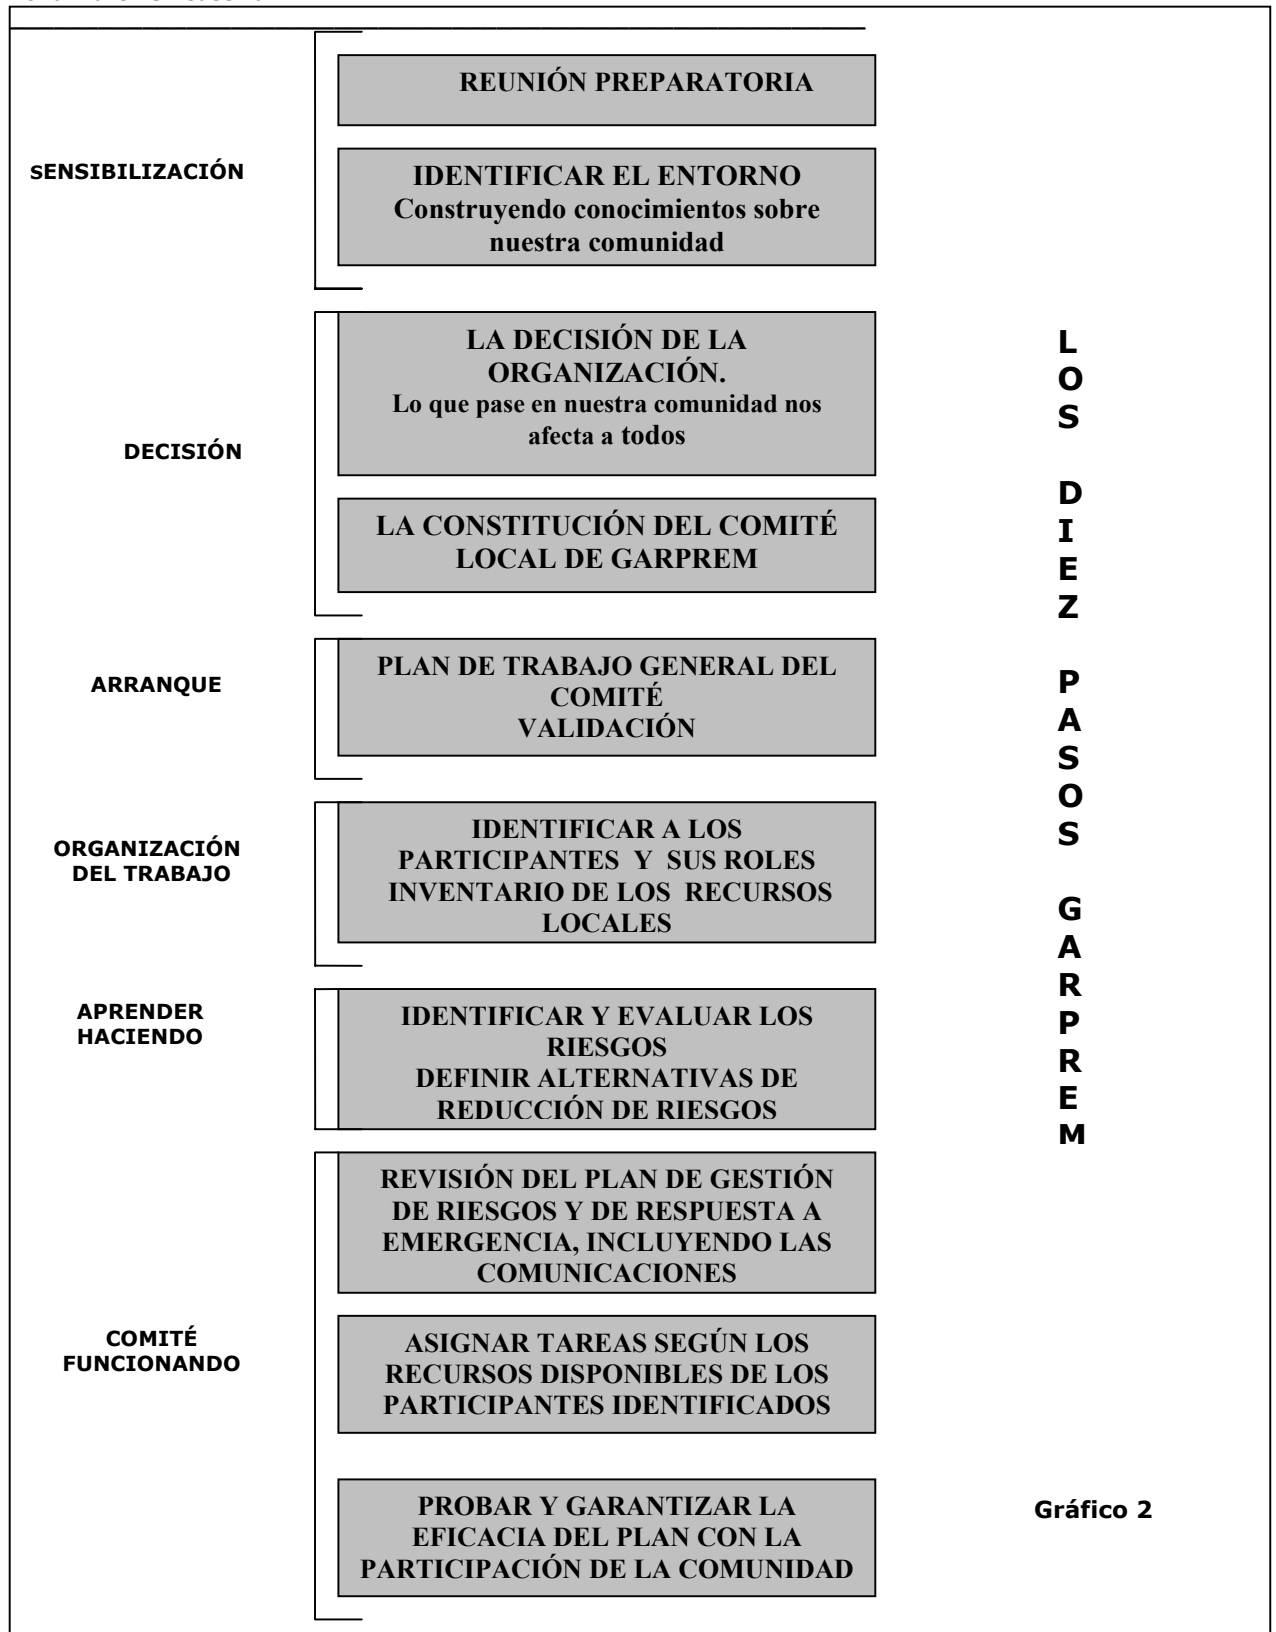 REUNIÓN PREPARATORIA
SENSIBILIZACIÓN
IDENTIFICAR EL ENTORNO
Construyendo conocimientos sobre
nuestra comunidad
LA DECISIÓN DE LA
ORGANIZACIÓN.
Lo que pase en nuestra comunidad nos
afecta a todos
DECISIÓN
LA CONSTITUCIÓN DEL COMITÉ
LOCAL DE GARPREM
ARRANQUE
PLAN DE TRABAJO GENERAL DEL
COMITÉ
VALIDACIÓN
ORGANIZACIÓN
DEL TRABAJO
IDENTIFICAR A LOS
PARTICIPANTES Y SUS ROLES
INVENTARIO DE LOS RECURSOS
LOCALES
APRENDER
HACIENDO
IDENTIFICAR Y EVALUAR LOS
RIESGOS
DEFINIR ALTERNATIVAS DE
REDUCCIÓN DE RIESGOS
REVISIÓN DEL PLAN DE GESTIÓN
DE RIESGOS Y DE RESPUESTA A
EMERGENCIA, INCLUYENDO LAS
COMUNICACIONES
COMITÉ
FUNCIONANDO
ASIGNAR TAREAS SEGÚN LOS
RECURSOS DISPONIBLES DE LOS
PARTICIPANTES IDENTIFICADOS
PROBAR Y GARANTIZAR LA
EFICACIA DEL PLAN CON LA
PARTICIPACIÓN DE LA COMUNIDAD
LOS DIEZ PASOS GARPREM
Gráfico 2